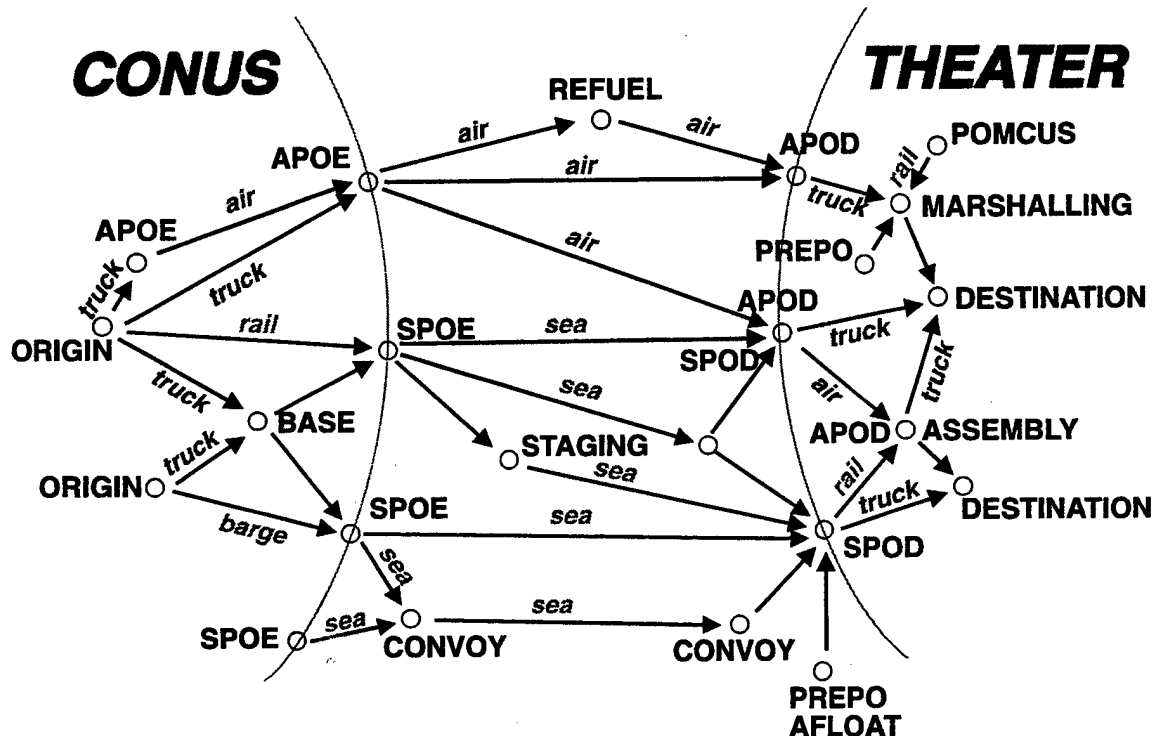 CONUS
THEATER
REFUEL
air
air
POMCUS
APOE
APOD
rail
air
air
truck
MARSHALLING
APOE
truck
truck
air
PREPO
ORIGIN
rail
SPOE
sea
APOD
SPOD
truck
DESTINATION
truck
sea
air
truck
BASE
truck
STAGING
sea
APOD
ASSEMBLY
ORIGIN
barge
SPOE
sea
rail
truck
DESTINATION
SPOD
sea
SPOE
sea
CONVOY
sea
CONVOY
PREPO
AFLOAT